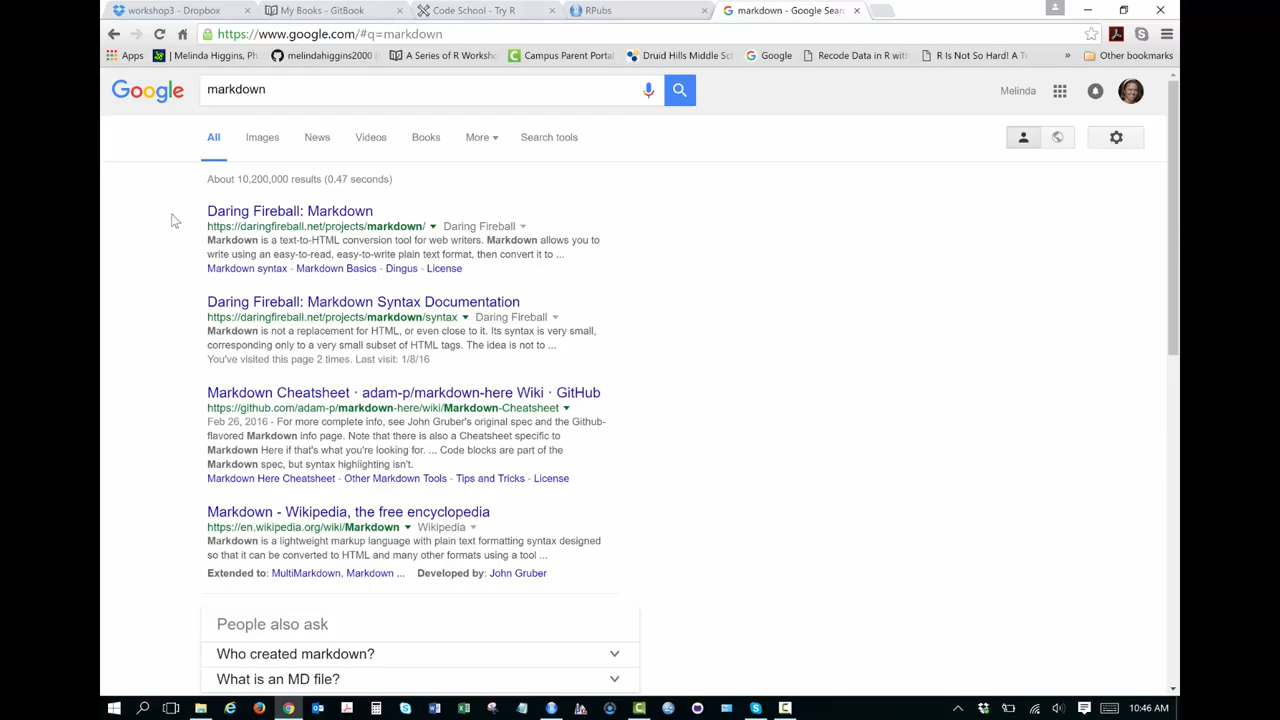 workshop3 - Dropbox
My Books - GitBook
Code School - Try R
RPubs
markdown - Google Sear
https://www.google.com/#q=markdown
Apps
| Melinda Higgins, Ph
melindahiggins2000 (
A Series of R Worksho
Campus Parent Portal
Druid Hills Middle Sc
Google
Recode Data in R with
R Is Not So Hard! A Tu
»
Other bookmarks
Google
markdown
Melinda
All
Images
News
Videos
Books
More
Search tools
About 10,200,000 results (0.47 seconds)
Daring Fireball: Markdown
https://daringfireball.net/projects/markdown/ Daring Fireball
Markdown is a text-to-HTML conversion tool for web writers. Markdown allows you to
write using an easy-to-read, easy-to-write plain text format, then convert it to ...
Markdown syntax - Markdown Basics - Dingus - License
Daring Fireball: Markdown Syntax Documentation
https://daringfireball.net/projects/markdown/syntax Daring Fireball
Markdown is not a replacement for HTML, or even close to it. Its syntax is very small,
corresponding only to a very small subset of HTML tags. The idea is not to ...
You've visited this page 2 times. Last visit: 1/8/16
Markdown Cheatsheet · adam-p/markdown-here Wiki · GitHub
https://github.com/adam-p/markdown-here/wiki/Markdown-Cheatsheet
Feb 26, 2016 - For more complete info, see John Gruber's original spec and the Github-
flavored Markdown info page. Note that there is also a Cheatsheet specific to
Markdown Here if that's what you're looking for. ... Code blocks are part of the
Markdown spec, but syntax highlighting isn't.
Markdown Here Cheatsheet - Other Markdown Tools - Tips and Tricks - License
Markdown - Wikipedia, the free encyclopedia
https://en.wikipedia.org/wiki/Markdown Wikipedia
Markdown is a lightweight markup language with plain text formatting syntax designed
so that it can be converted to HTML and many other formats using a tool ...
Extended to: MultiMarkdown, Markdown ... Developed by: John Gruber
People also ask
Who created markdown?
What is an MD file?
10:46 AM